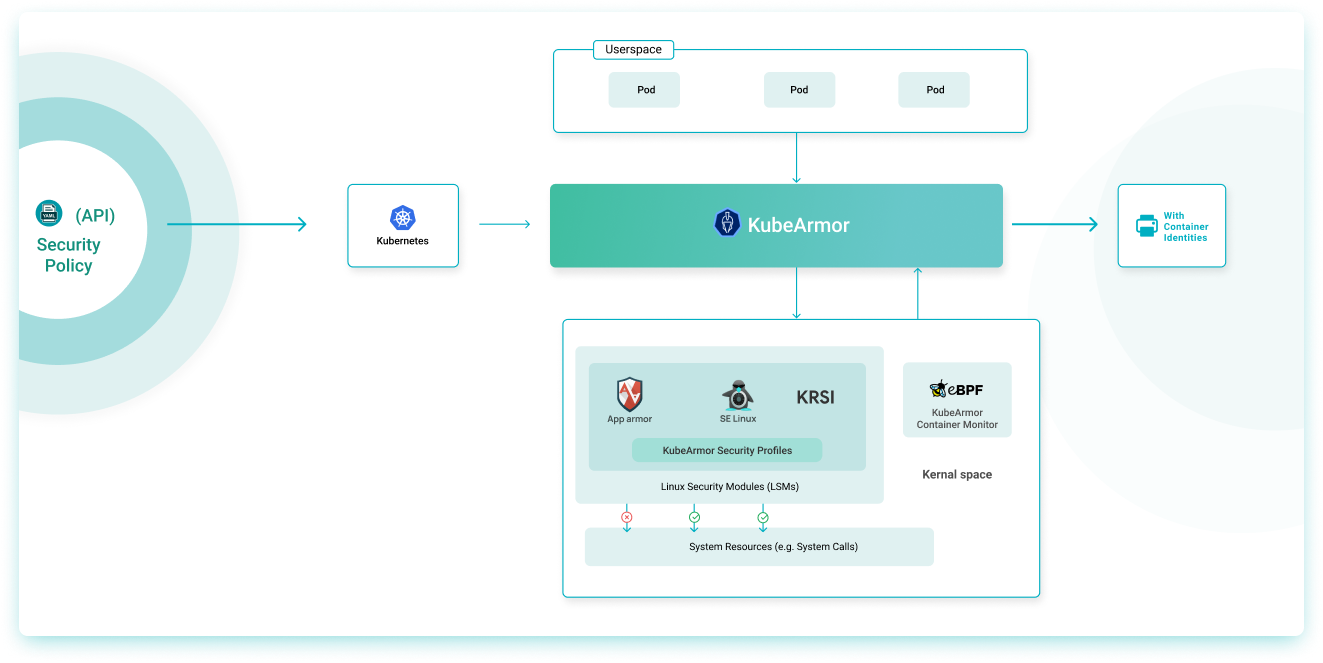 Userspace
Pod
Pod
Pod
YAML
(API)
Security
Policy
Kubernetes
KubeArmor
With
Container
Identities
App armor
SE Linux
KRSI
KubeArmor Security Profiles
Linux Security Modules (LSMs)
eBPF
KubeArmor
Container Monitor
Kernal space
System Resources (e.g. System Calls)